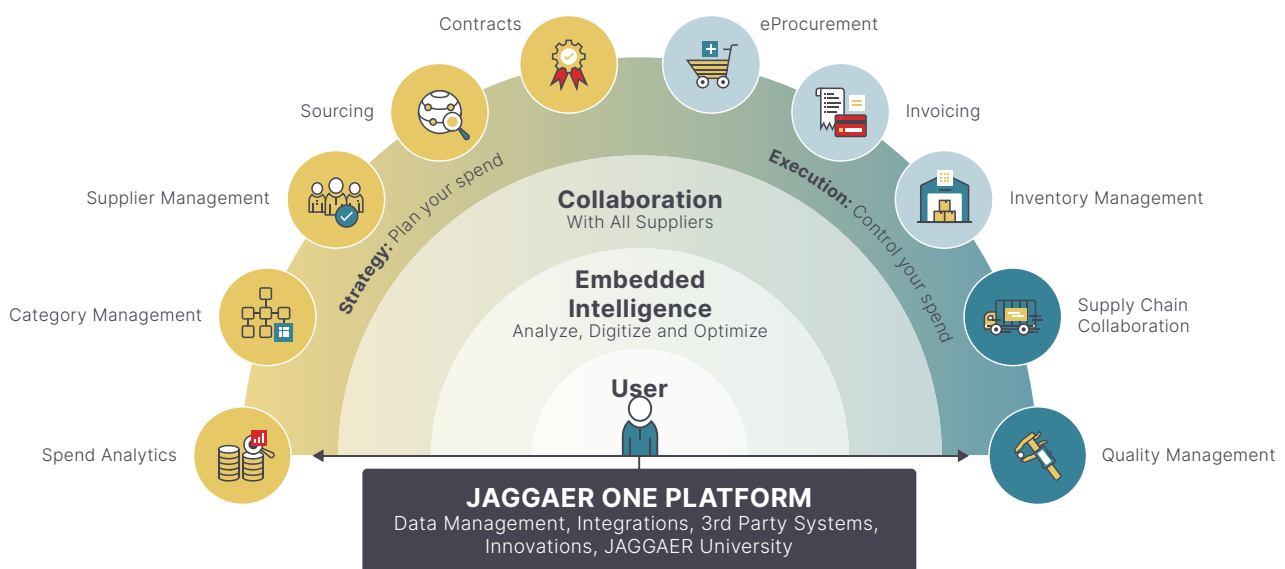 Contracts
eProcurement
Sourcing
Invoicing
Supplier Management
Inventory Management
Category Management
Supply Chain
Collaboration
Spend Analytics
Quality Management
Strategy: Plan your spend
Execution: Control your spend
Collaboration
With All Suppliers
Embedded
Intelligence
Analyze, Digitize and Optimize
User
JAGGAER ONE PLATFORM
Data Management, Integrations, 3rd Party Systems,
Innovations, JAGGAER University